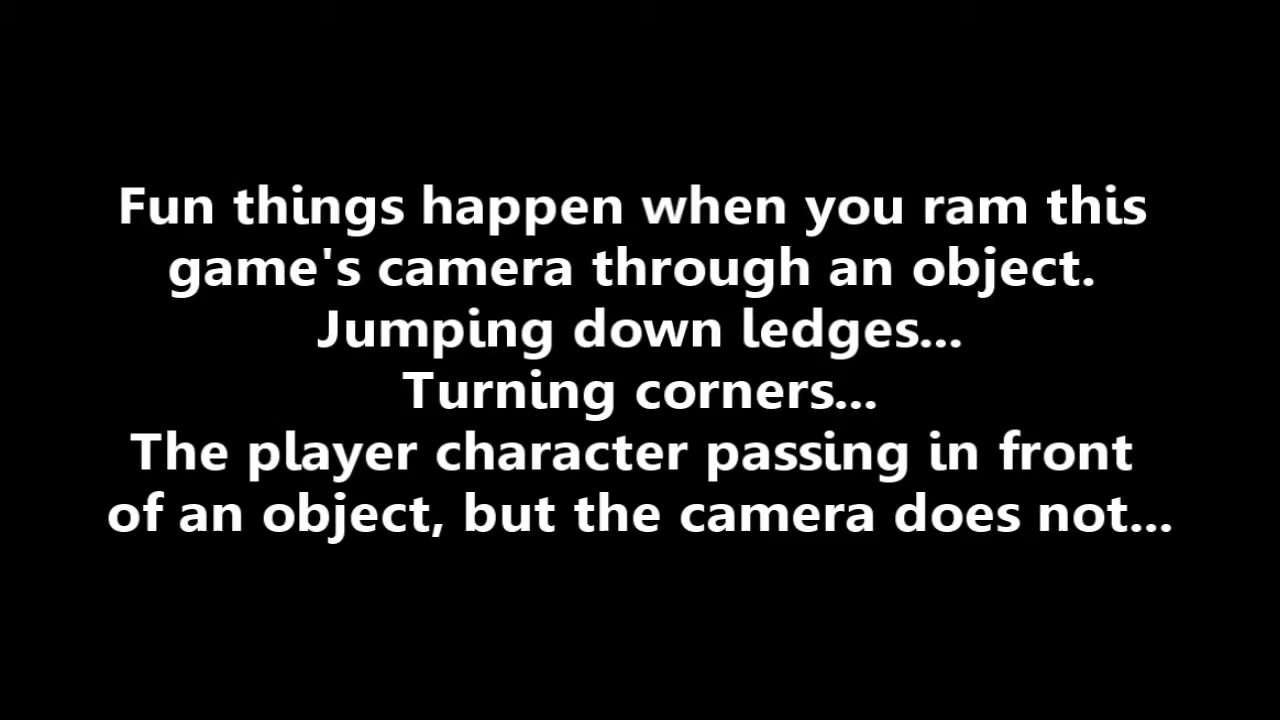 Fun things happen when you ram this
game's camera through an object.
Jumping down ledges...
Turning corners...
The player character passing in front
of an object, but the camera does not...